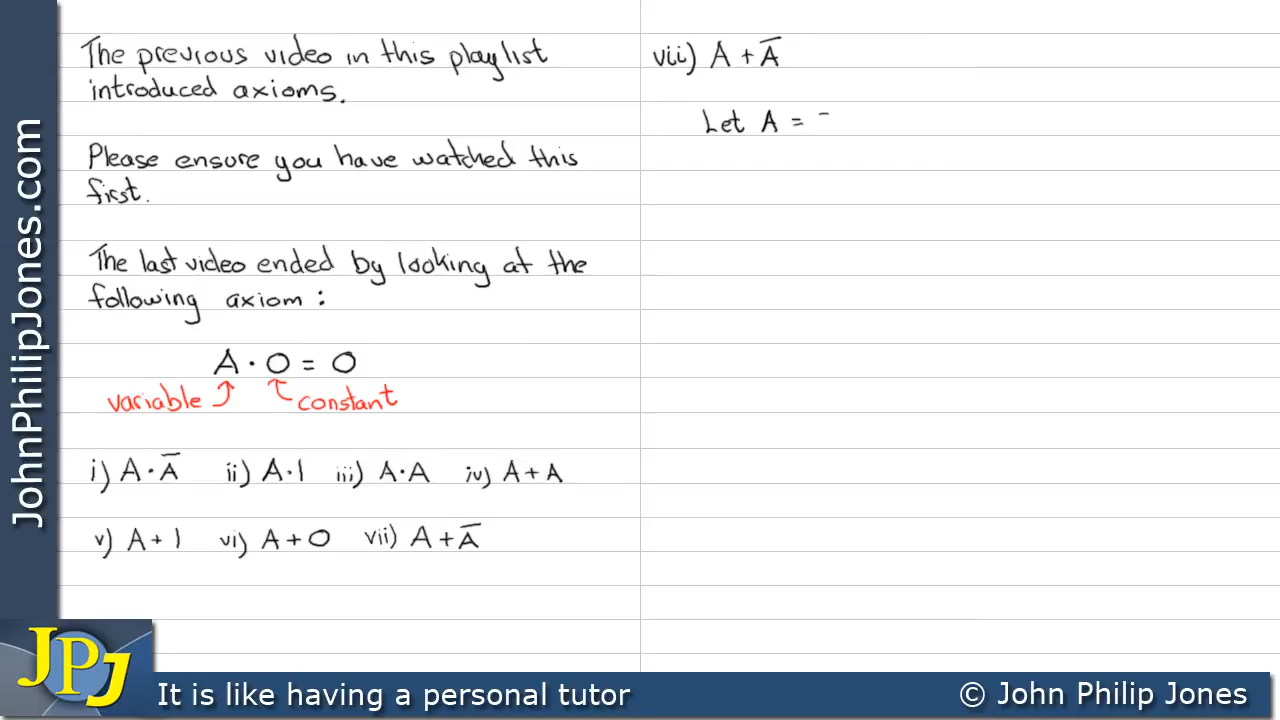 JohnPhilipJones.com
The previous video in this playlist
introduced axioms.
Please ensure you have watched this
first.
The last video ended by looking at the
following axiom :
A · 0 = 0
variable constant
i) A · A̅ ii) A · 1 iii) A · A iv) A + A
v) A + 1 vi) A + 0 vii) A + A̅
vii) A + A̅
Let A =
JPJ
It is like having a personal tutor
© John Philip Jones